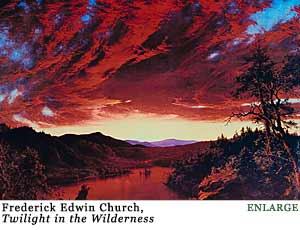 Frederick Edwin Church,
ENLARGE
Twilight in the Wilderness